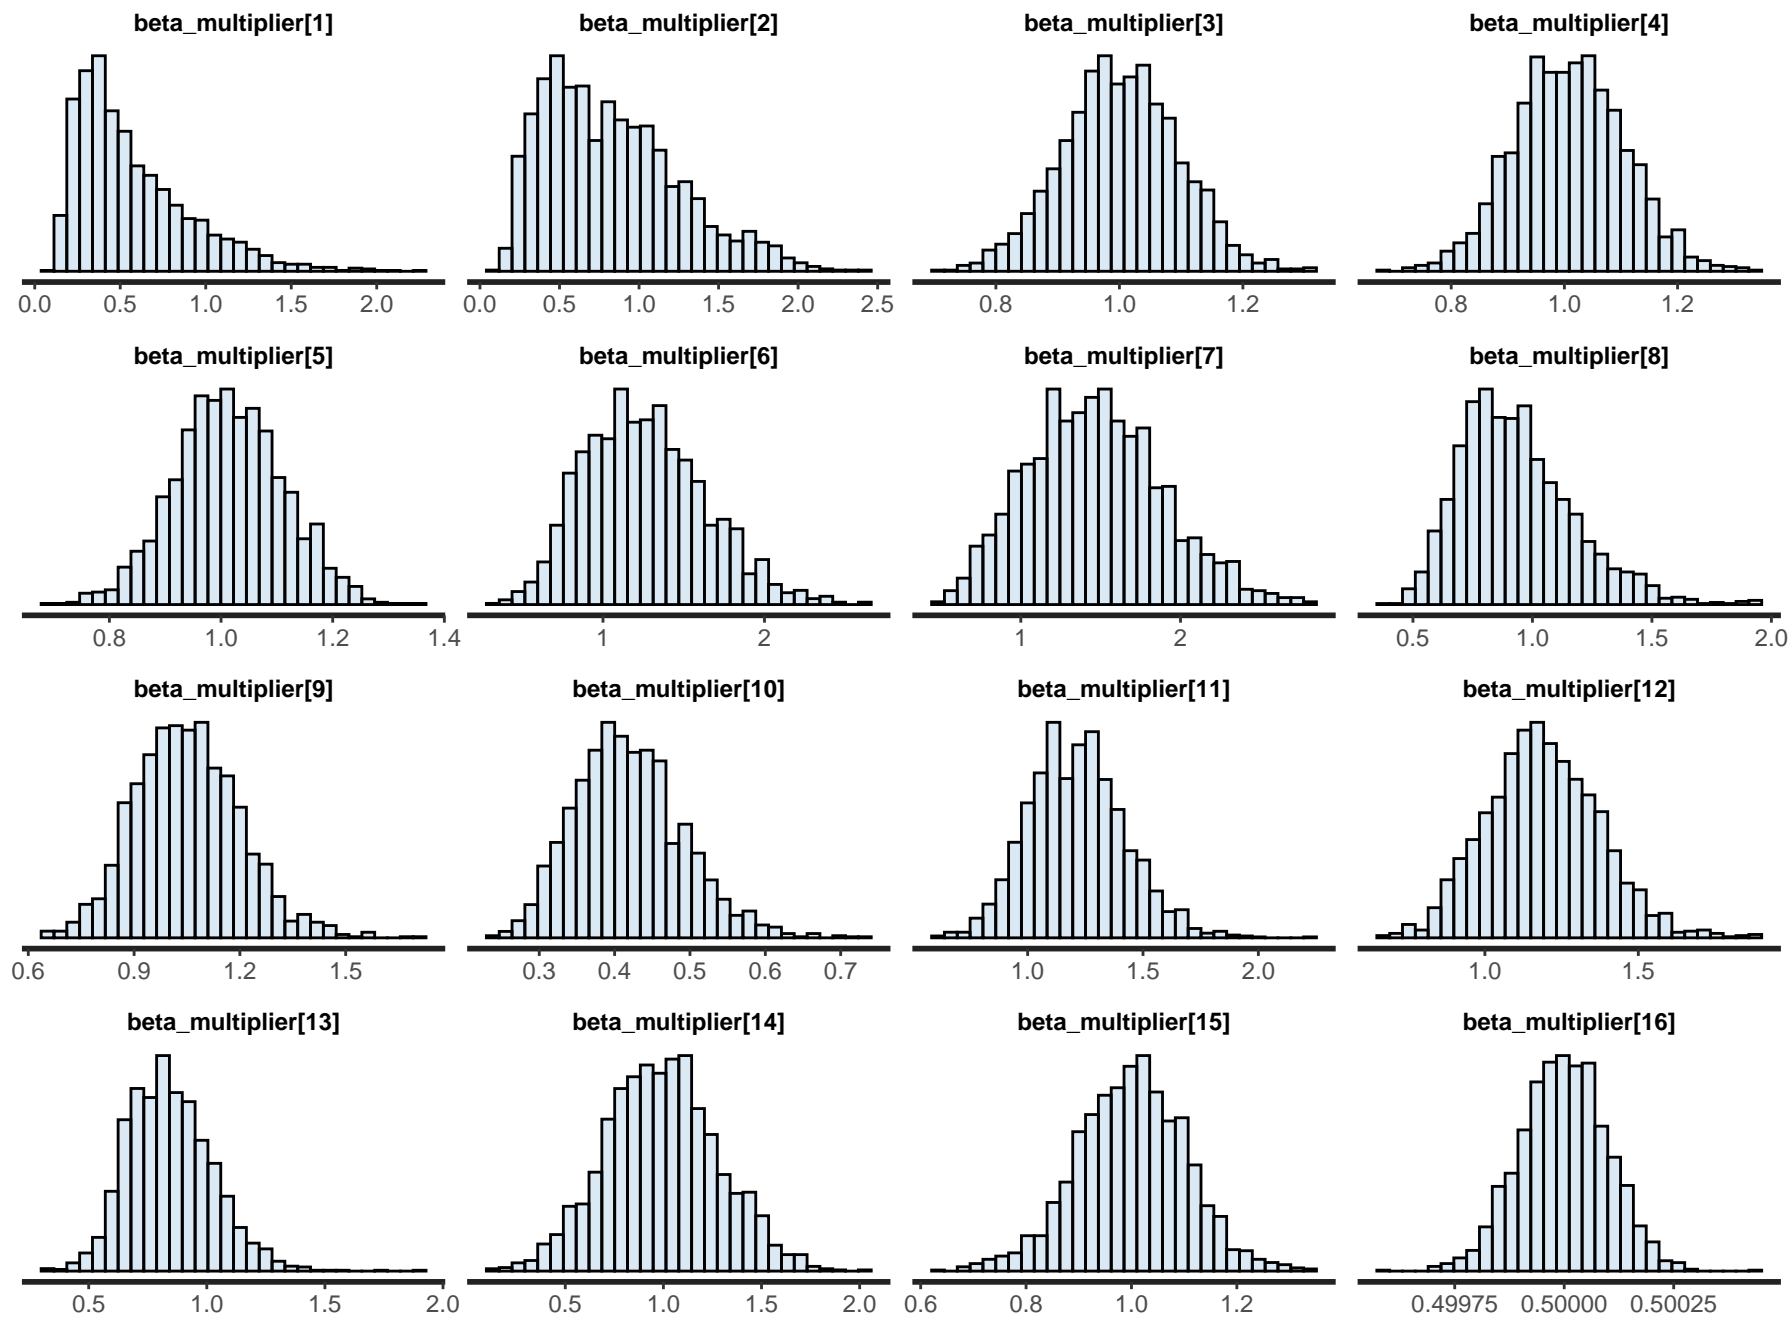 beta_multiplier[1] beta_multiplier[2] beta_multiplier[3] beta_multiplier[4]
0.0 0.5 1.0 1.5 2.0 0.0 0.5 1.0 1.5 2.0 2.5 0.8 1.0 1.2 0.8 1.0 1.2
beta_multiplier[5] beta_multiplier[6] beta_multiplier[7] beta_multiplier[8]
0.8 1.0 1.2 1.4 1 2 1 2 0.5 1.0 1.5 2.0
beta_multiplier[9] beta_multiplier[10] beta_multiplier[11] beta_multiplier[12]
0.6 0.9 1.2 1.5 0.3 0.4 0.5 0.6 0.7 1.0 1.5 2.0 1.0 1.5
beta_multiplier[13] beta_multiplier[14] beta_multiplier[15] beta_multiplier[16]
0.5 1.0 1.5 2.0 0.5 1.0 1.5 2.0 0.6 0.8 1.0 1.2 0.49975 0.50000 0.50025